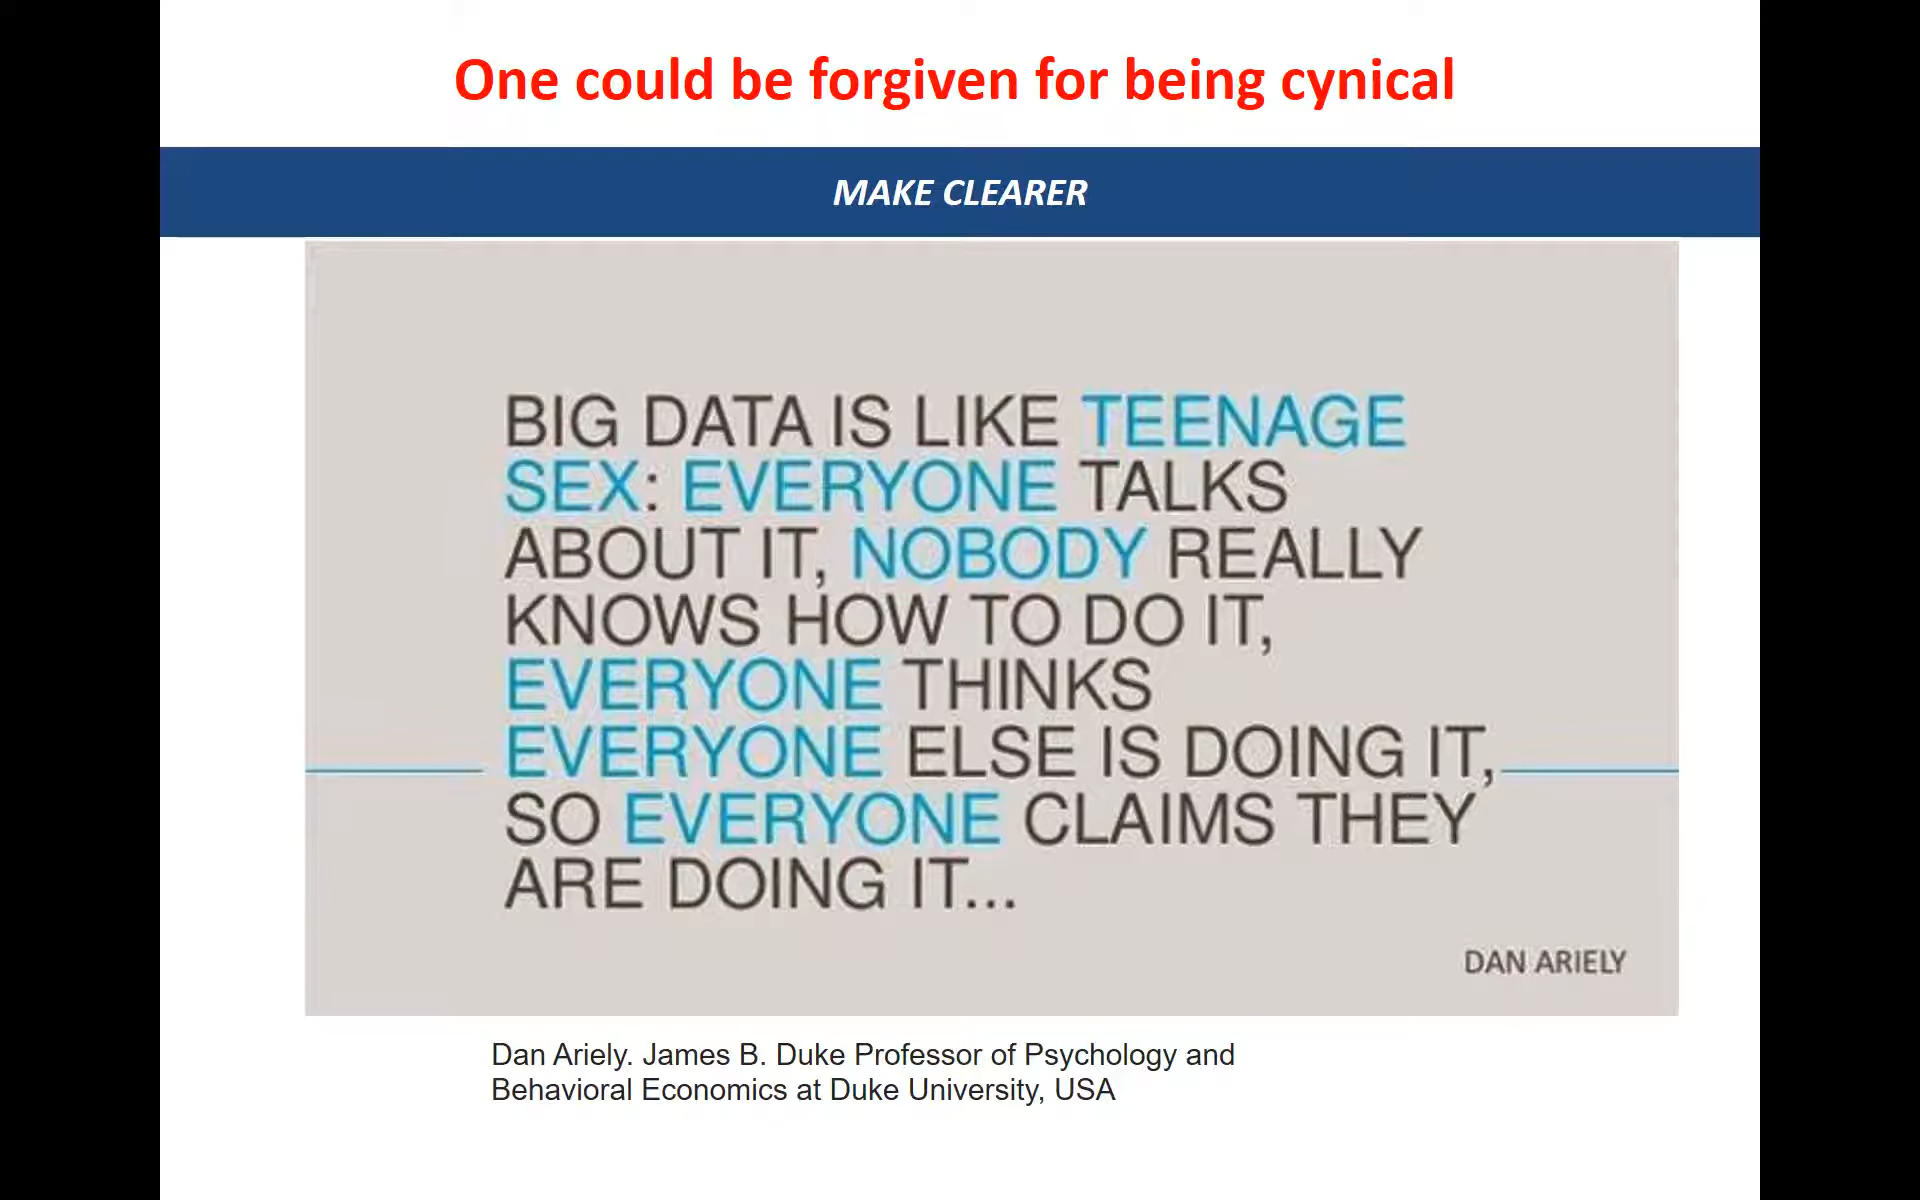 One could be forgiven for being cynical
MAKE CLEARER
BIG DATA IS LIKE TEENAGE
SEX: EVERYONE TALKS
ABOUT IT, NOBODY REALLY
KNOWS HOW TO DO IT,
EVERYONE THINKS
EVERYONE ELSE IS DOING IT,
SO EVERYONE CLAIMS THEY
ARE DOING IT...
DAN ARIELY
Dan Ariely. James B. Duke Professor of Psychology and
Behavioral Economics at Duke University, USA